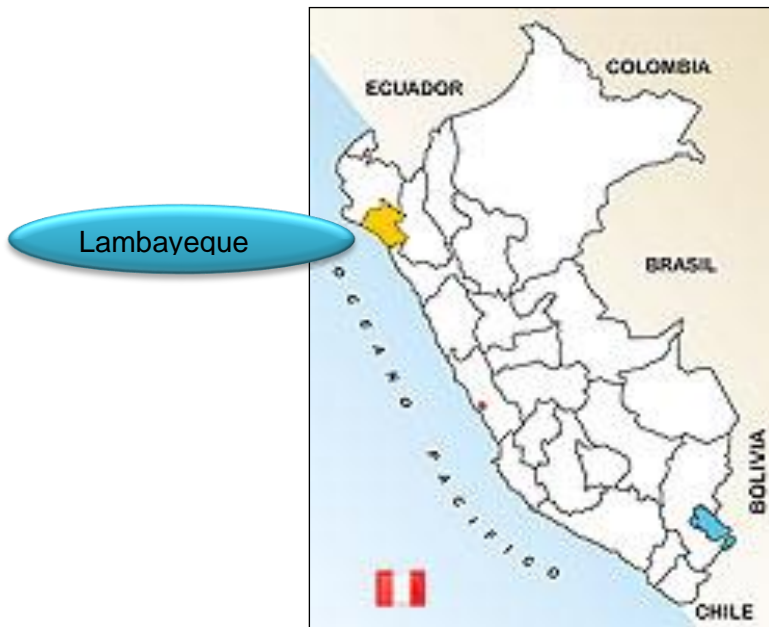 COLOMBIA
ECUADOR
Lambayeque
BRASIL
OCEANO PACIFICO
BOLIVIA
CHILE